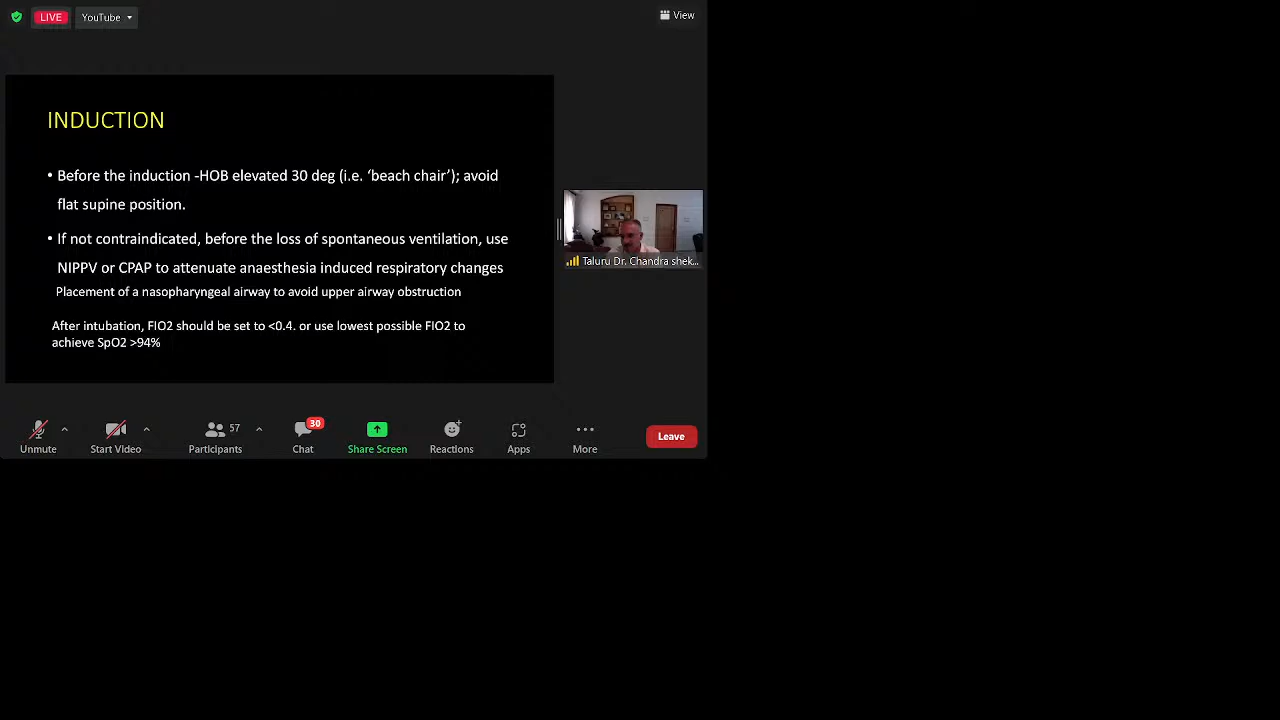 LIVE
YouTube
View
INDUCTION
• Before the induction -HOB elevated 30 deg (i.e. ‘beach chair’); avoid
flat supine position.
• If not contraindicated, before the loss of spontaneous ventilation, use
NIPPV or CPAP to attenuate anaesthesia induced respiratory changes
Placement of a nasopharyngeal airway to avoid upper airway obstruction
After intubation, FIO2 should be set to <0.4. or use lowest possible FIO2 to
achieve SpO2 >94%
Taluru Dr. Chandra shek...
57
30
Unmute
Start Video
Participants
Chat
Share Screen
Reactions
Apps
More
Leave